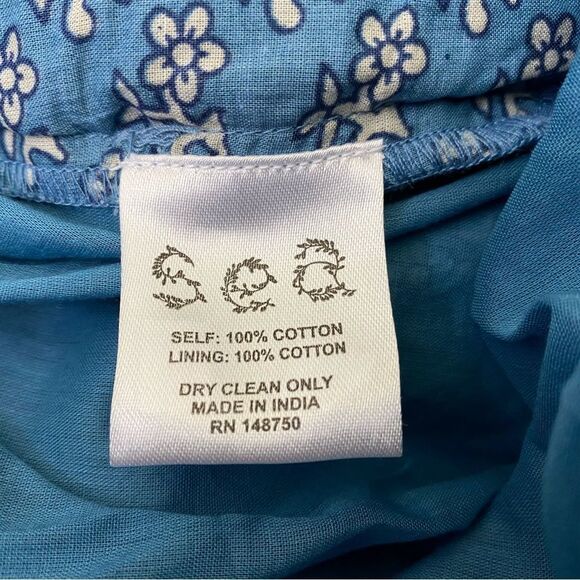 Sea
SELF: 100% COTTON
LINING: 100% COTTON
DRY CLEAN ONLY
MADE IN INDIA
RN 148750